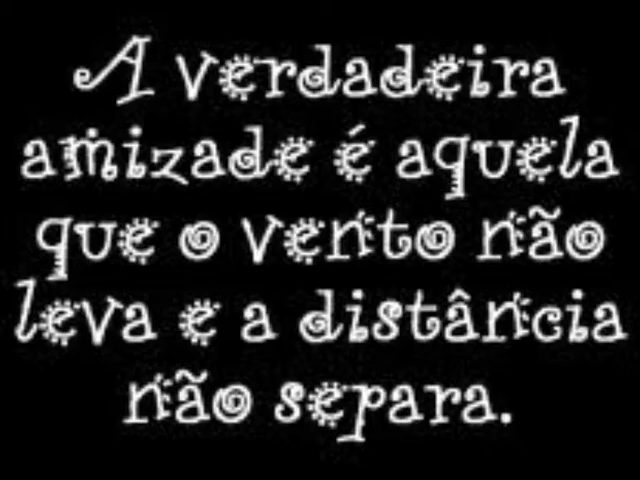 A verdadeira
amizade é aquela
que o vento não
leva e a distância
não separa.